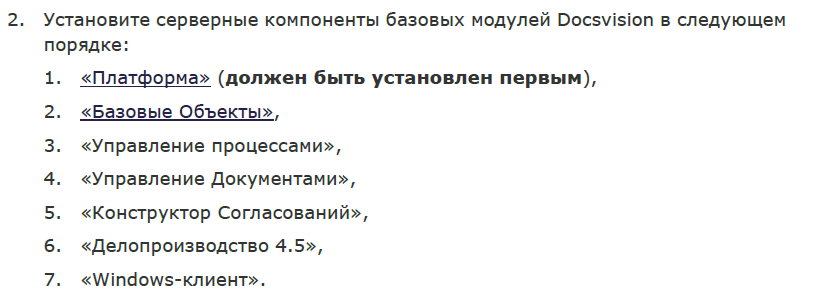 2. Установите серверные компоненты базовых модулей Docsvision в следующем
порядке:
1. «Платформа» (должен быть установлен первым),
2. «Базовые Объекты»,
3. «Управление процессами»,
4. «Управление Документами»,
5. «Конструктор Согласований»,
6. «Делопроизводство 4.5»,
7. «Windows-клиент».